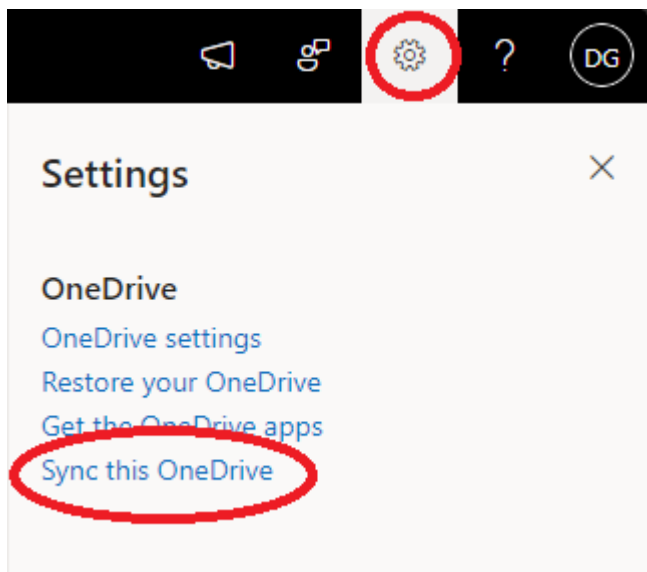 ? DG
Settings
OneDrive
OneDrive settings
Restore your OneDrive
Get the OneDrive apps
Sync this OneDrive